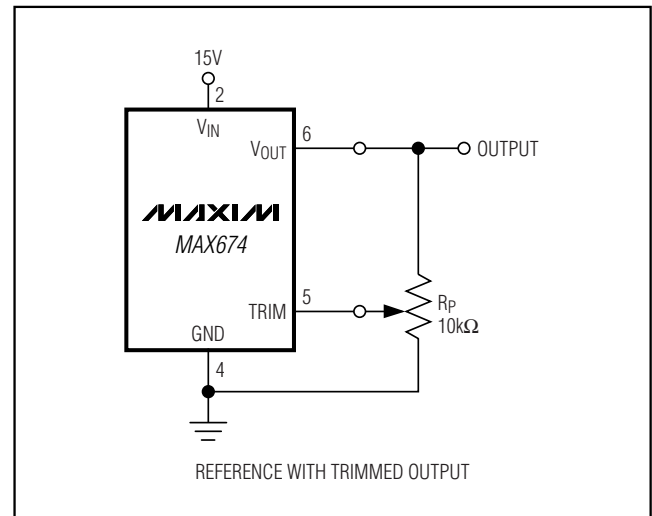 15V
2
VIN
6
VOUT
OUTPUT
MAXIM
MAX674
5
TRIM
RP
10kΩ
GND
4
REFERENCE WITH TRIMMED OUTPUT